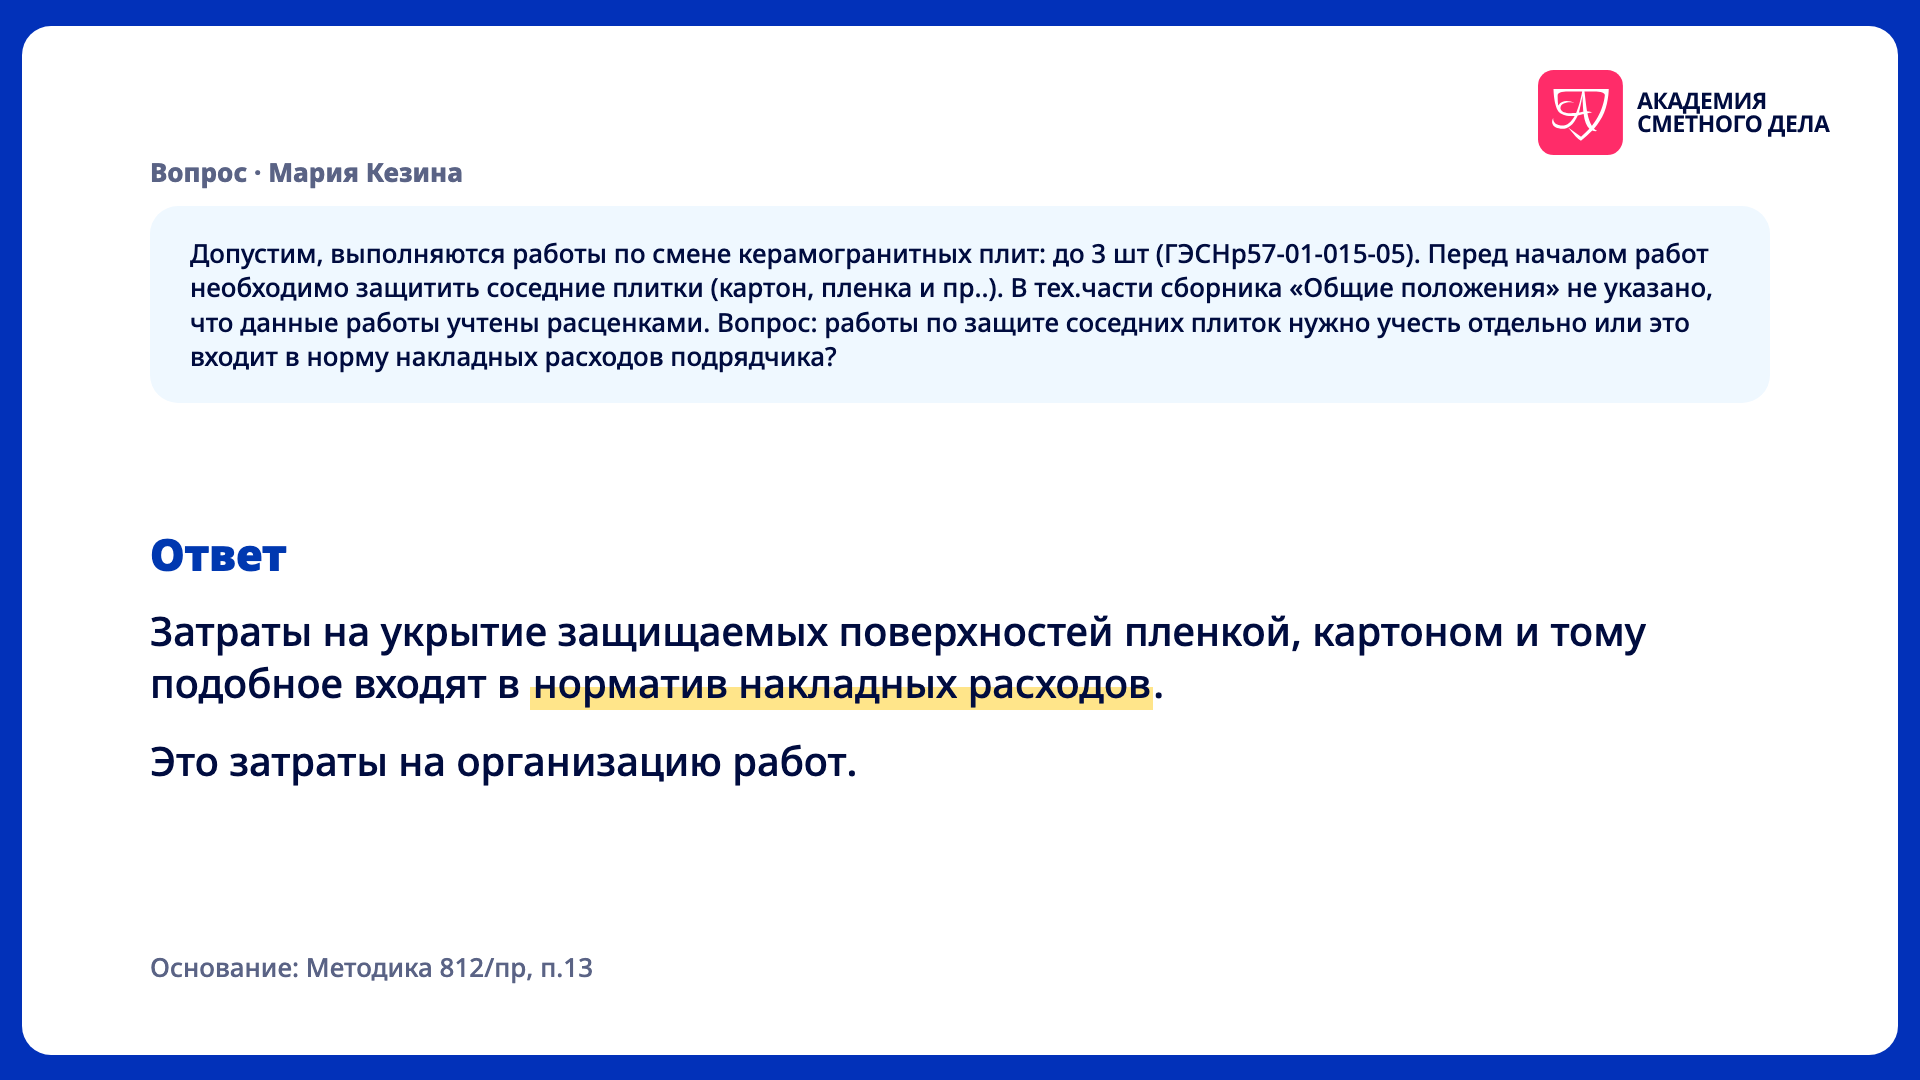 АКАДЕМИЯ
СМЕТНОГО ДЕЛА
Вопрос · Мария Кезина
Допустим, выполняются работы по смене керамогранитных плит: до 3 шт (ГЭСНр57-01-015-05). Перед началом работ
необходимо защитить соседние плитки (картон, пленка и пр..). В тех.части сборника «Общие положения» не указано,
что данные работы учтены расценками. Вопрос: работы по защите соседних плиток нужно учесть отдельно или это
входит в норму накладных расходов подрядчика?
Ответ
Затраты на укрытие защищаемых поверхностей пленкой, картоном и тому
подобное входят в норматив накладных расходов.
Это затраты на организацию работ.
Основание: Методика 812/пр, п.13